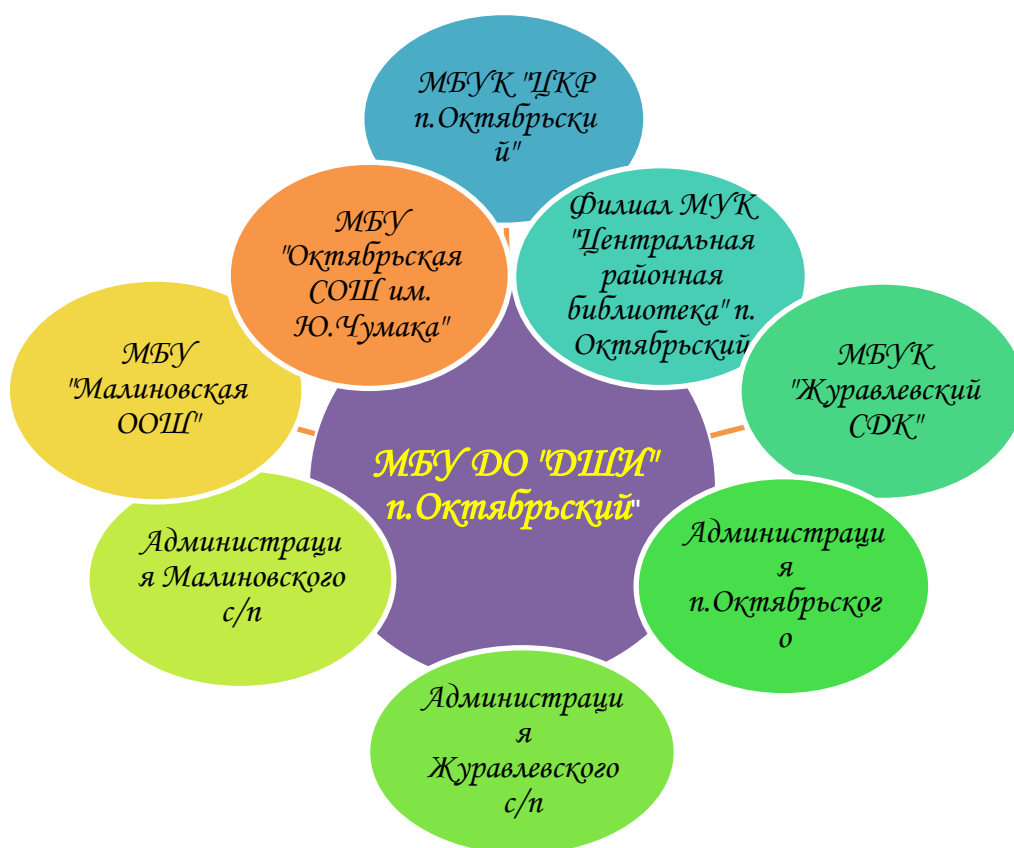 МБУК "ЦКР
п.Октябрьски
й"
МБУ
"Октябрьская
СОШ им.
Ю.Чумака"
Филиал МУК
"Центральная
районная
библиотека" п.
Октябрьский
МБУ
"Малиновская
ООШ"
МБУК
"Журавлевский
СДК"
МБУ ДО "ДШИ"
п.Октябрьский"
Администраци
я Малиновского
с/п
Администраци
я
п.Октябрьског
о
Администраци
я
Журавлевского
с/п